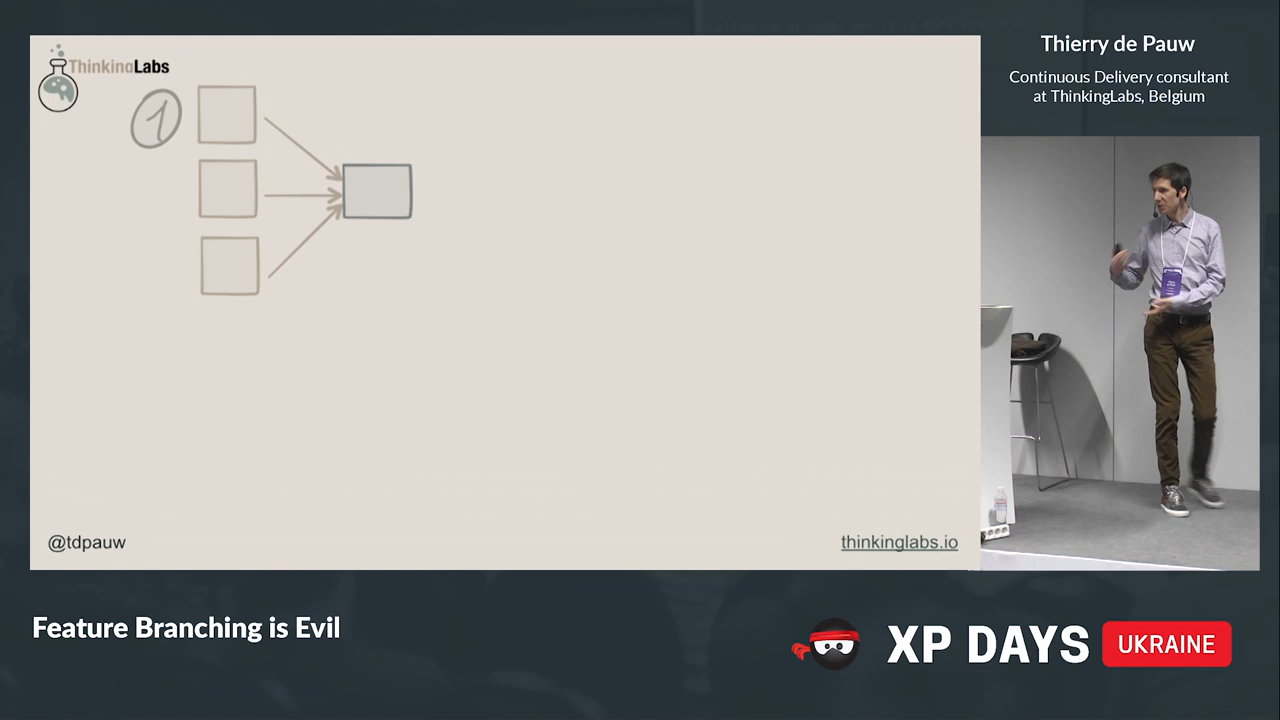 ThinkingLabs
1
@tdpauw
thinkinglabs.io
Thierry de Pauw
Continuous Delivery consultant
at ThinkingLabs, Belgium
Feature Branching is Evil
XP DAYS
UKRAINE